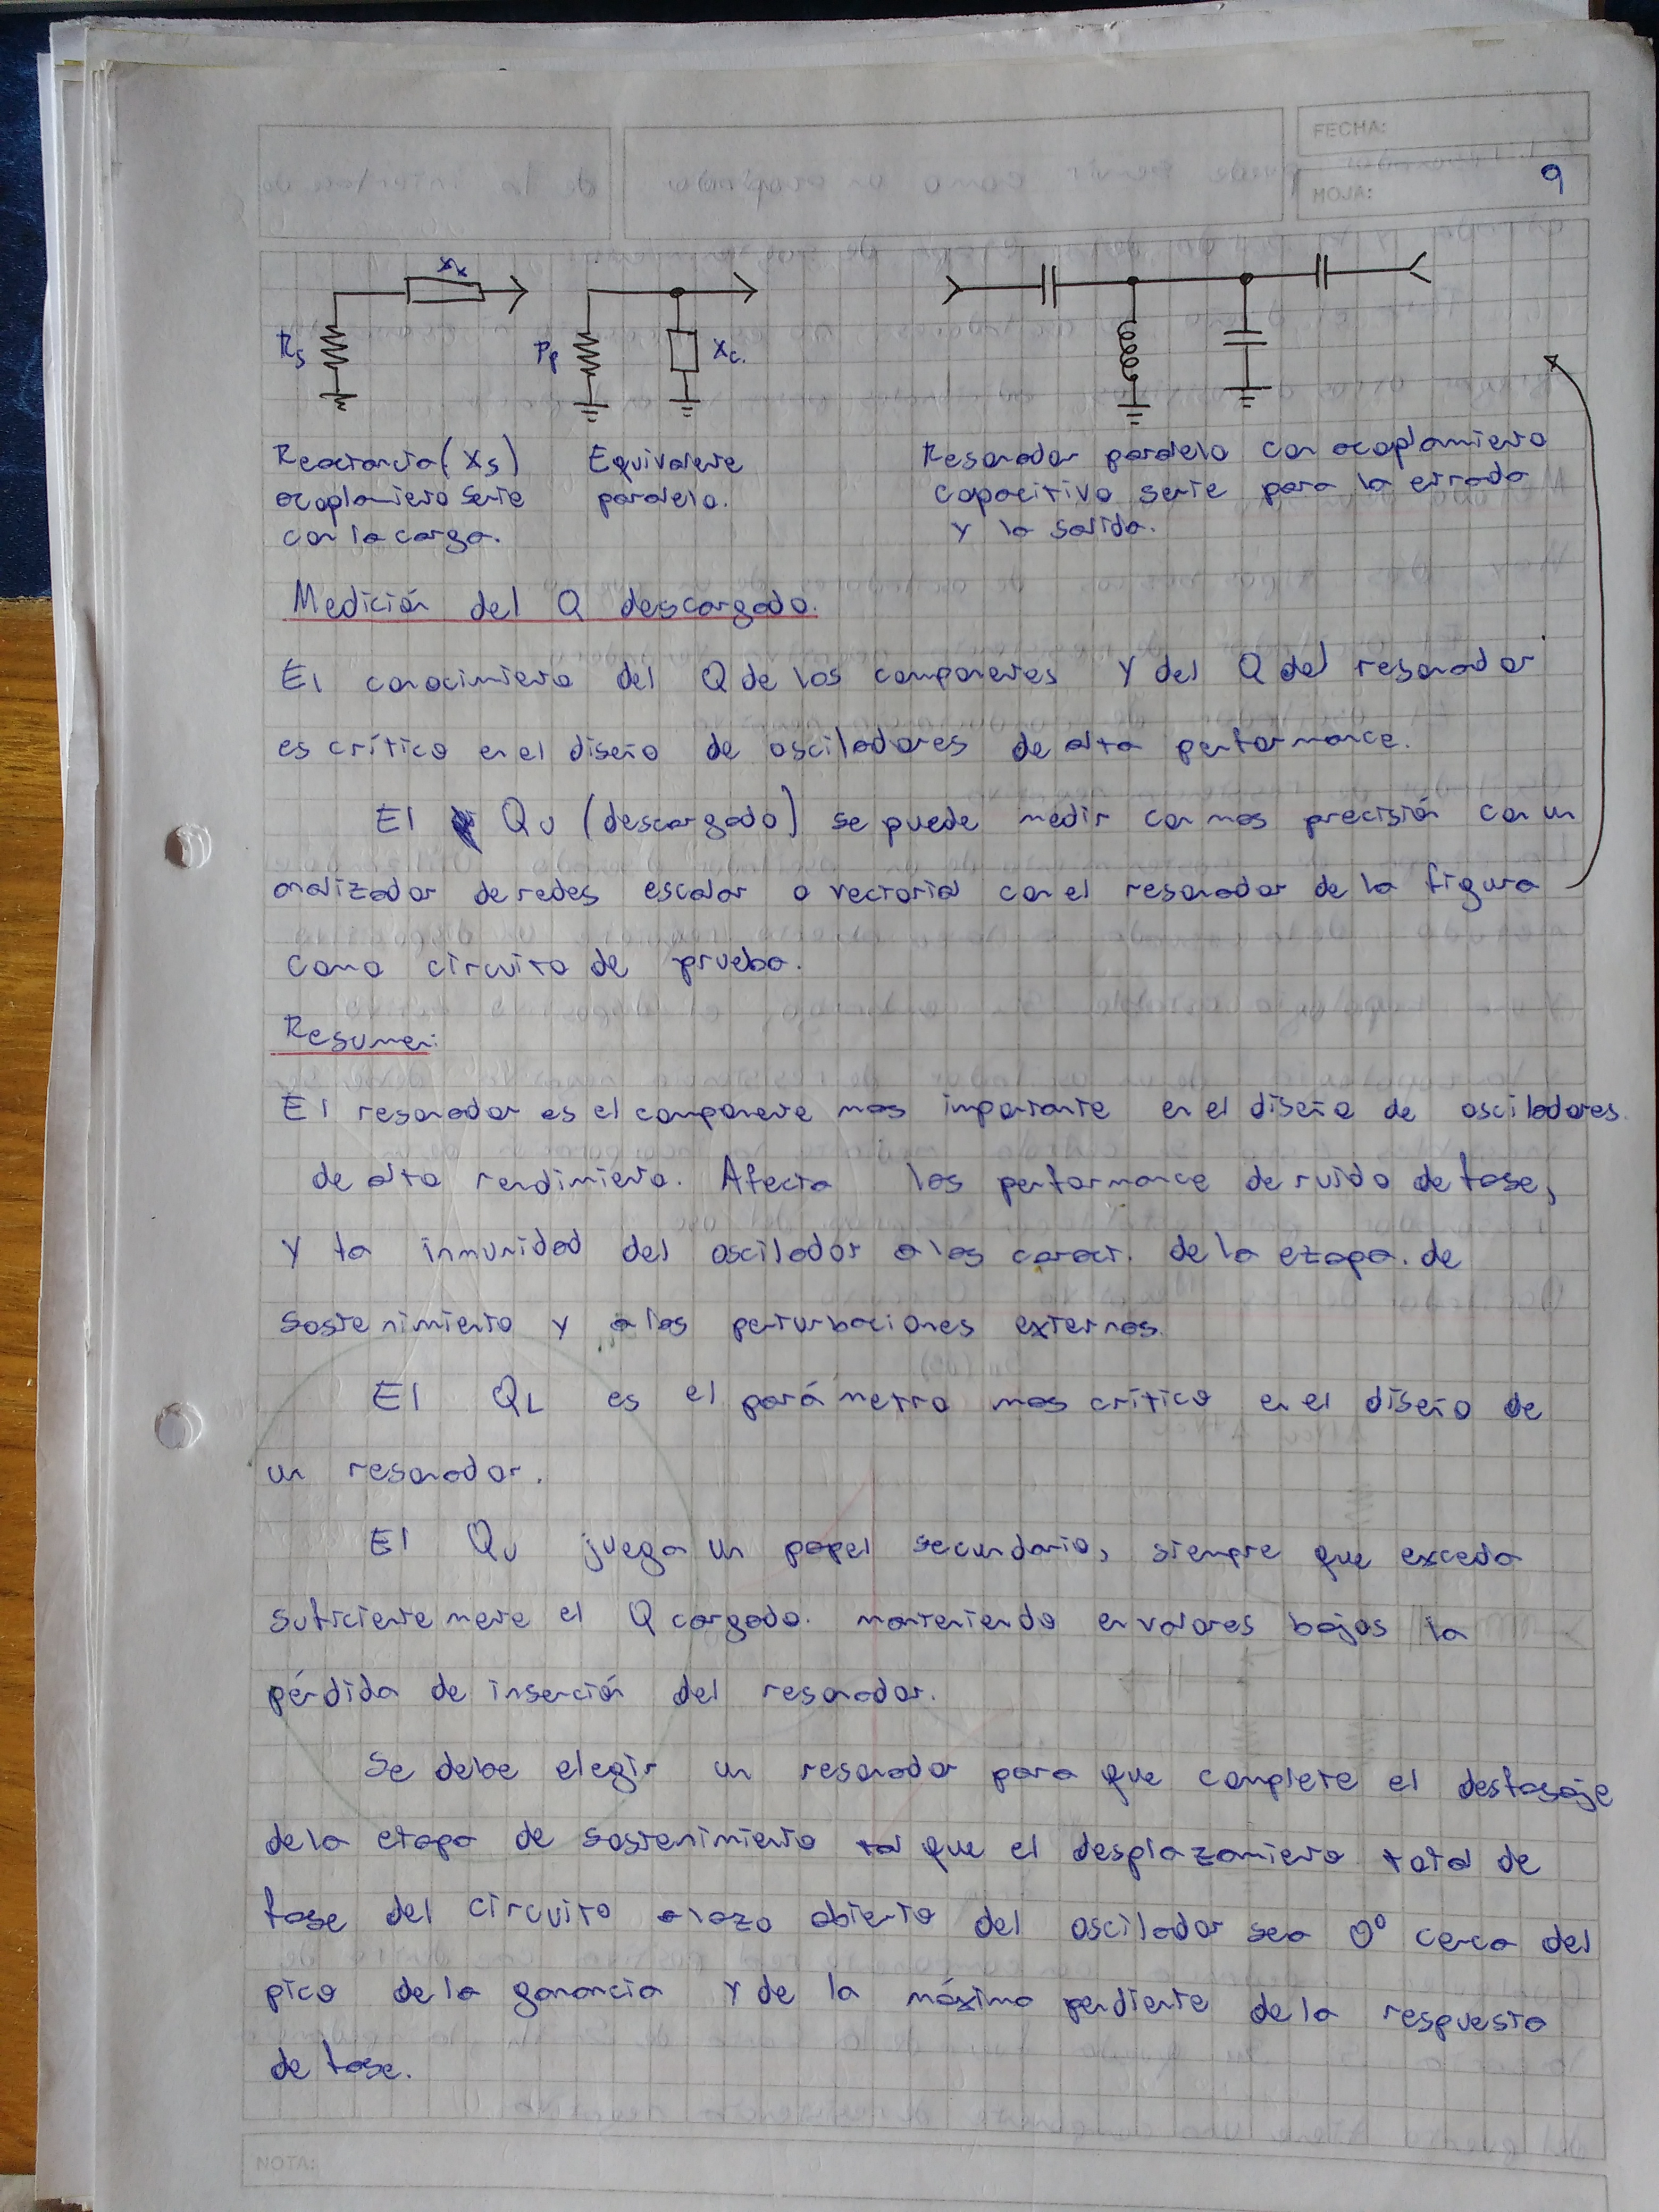 FECHA:
HOJA: 9
Xx
Rs
Pp
Xc.
Reactancia (Xs)
acoplamiento serie
con la carga.
Equivalente
paralelo.
Resonador paralelo con acoplamiento
capacitivo serie para la entrada
y la salida.
Medición del Q descargado.
El conocimiento del Q de los componentes y del Q del resonador
es crítico en el diseño de osciladores de alta performance.
El Qu (descargado) se puede medir con mas precisión con un
analizador de redes escalar o vectorial con el resonador de la figura
como circuito de prueba.
Resumen:
El resonador es el componente mas importante en el diseño de osciladores
de alto rendimiento. Afecta las performance de ruido de fase,
y la inmunidad del oscilador a las caract. de la etapa. de
sostenimiento y a las perturbaciones externas.
El QL es el parámetro mas crítico en el diseño de
un resonador.
El Qu juega un papel secundario, siempre que exceda
suficientemente el Q cargado. manteniendo en valores bajos la
pérdida de inserción del resonador.
Se debe elegir un resonador para que complete el desfasaje
de la etapa de sostenimiento tal que el desplazamiento total de
fase del circuito a lazo abierto del oscilador sea 0° cerca del
pico de la ganancia y de la máxima pendiente de la respuesta
de fase.
NOTA: